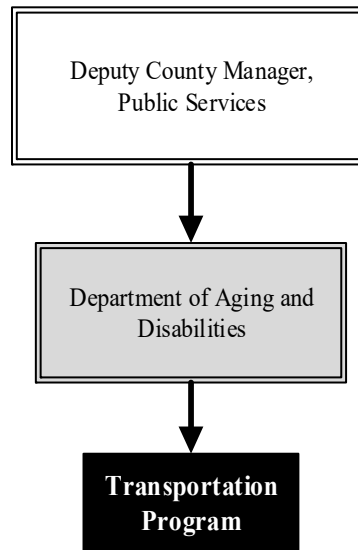 Deputy County Manager,
Public Services
Department of Aging and
Disabilities
Transportation
Program